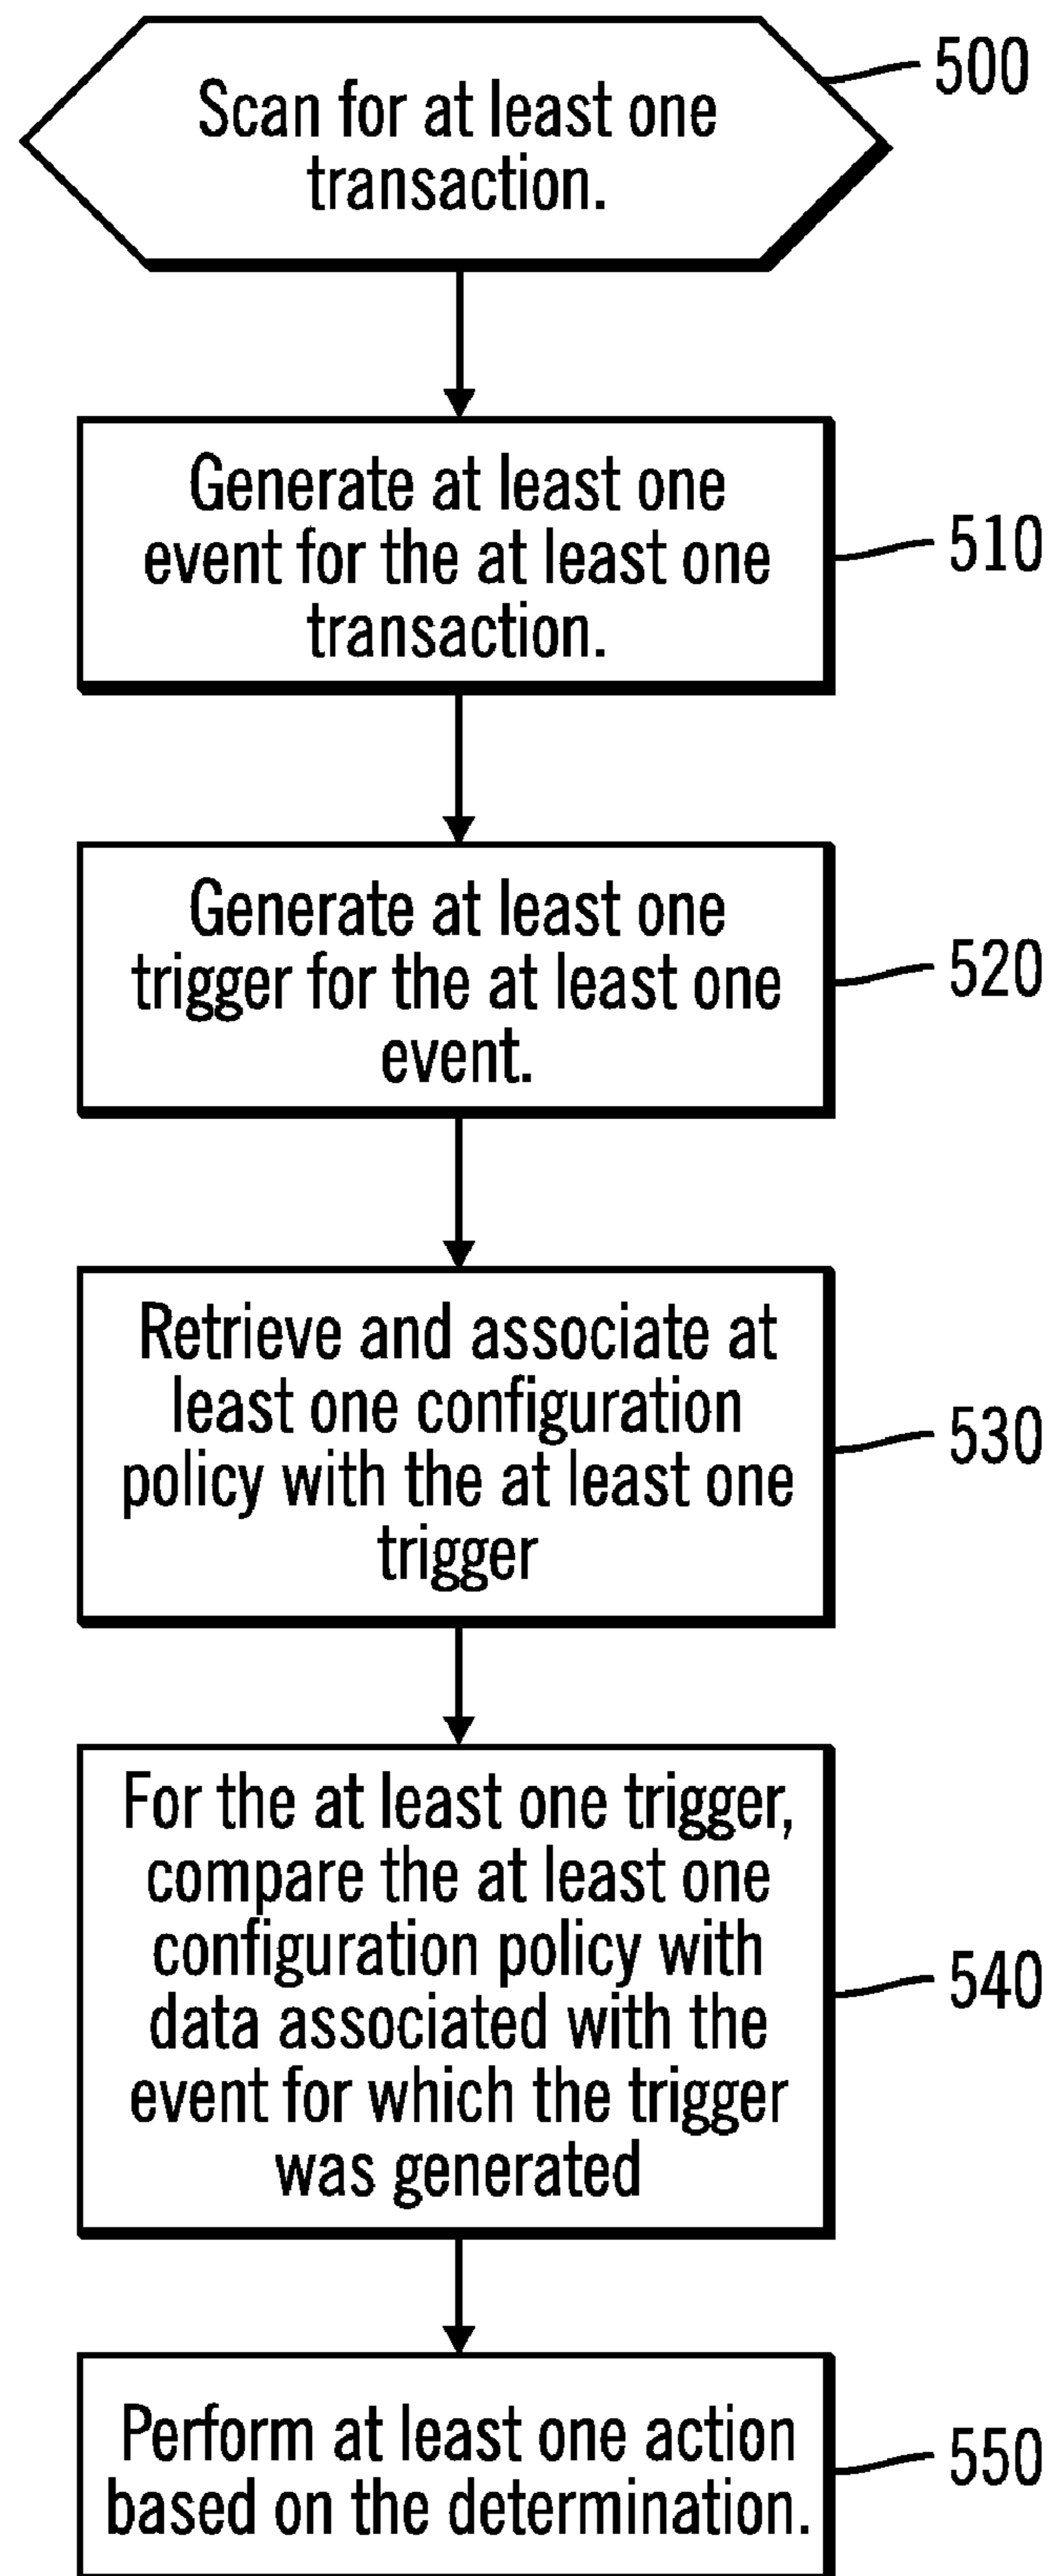 Scan for at least one
transaction.
500
Generate at least one
event for the at least one
transaction.
510
Generate at least one
trigger for the at least one
event.
520
Retrieve and associate at
least one configuration
policy with the at least one
trigger
530
For the at least one trigger,
compare the at least one
configuration policy with
data associated with the
event for which the trigger
was generated
540
Perform at least one action
based on the determination.
550